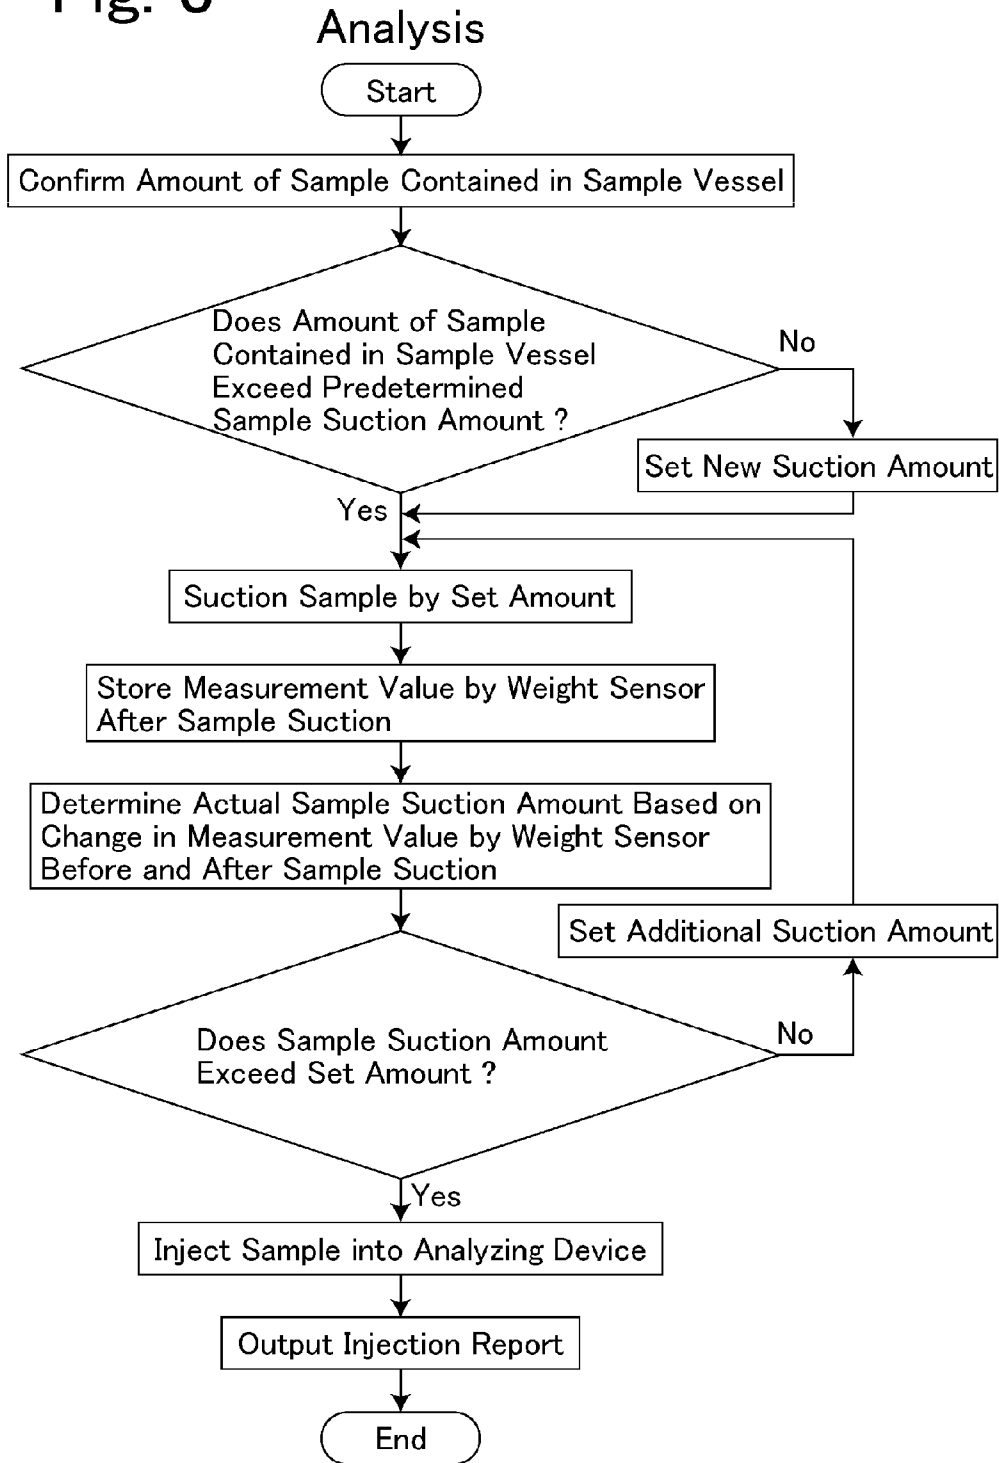 Analysis
Start
Confirm Amount of Sample Contained in Sample Vessel
Does Amount of Sample
Contained in Sample Vessel
Exceed Predetermined
Sample Suction Amount ?
No
Set New Suction Amount
Yes
Suction Sample by Set Amount
Store Measurement Value by Weight Sensor
After Sample Suction
Determine Actual Sample Suction Amount Based on
Change in Measurement Value by Weight Sensor
Before and After Sample Suction
Set Additional Suction Amount
Does Sample Suction Amount
Exceed Set Amount ?
No
Yes
Inject Sample into Analyzing Device
Output Injection Report
End